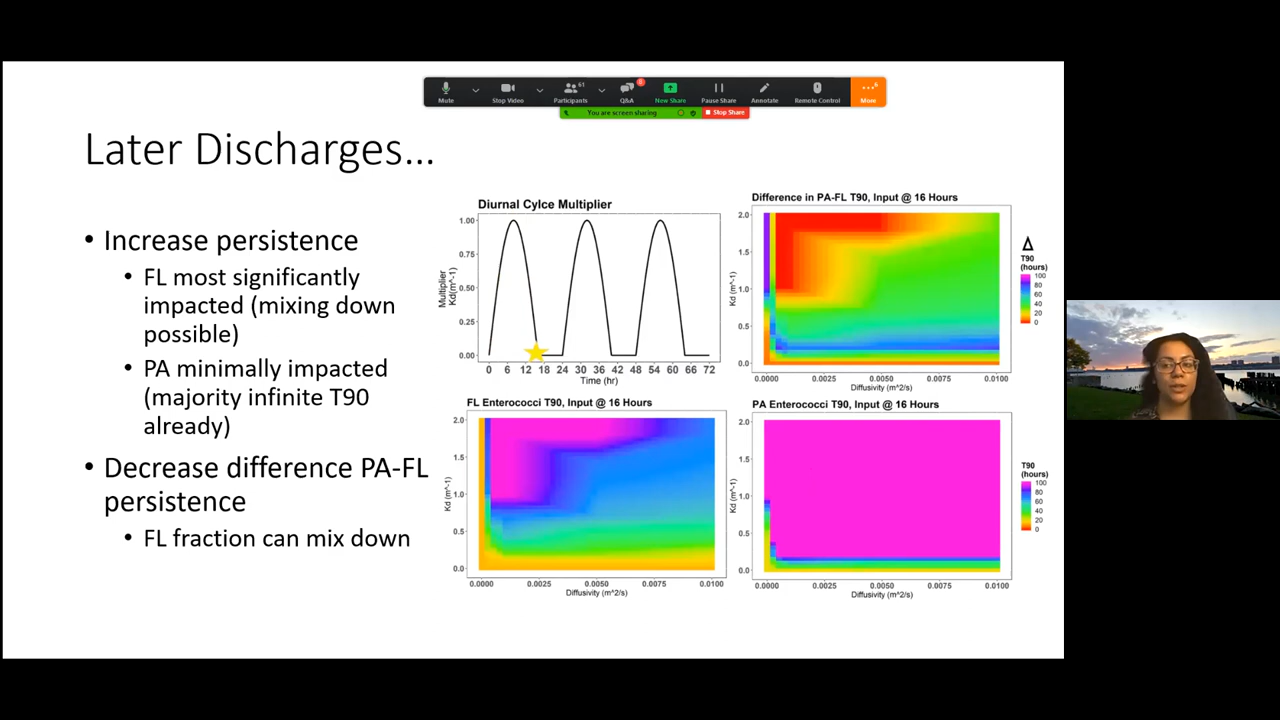 61
8
6
Mute
Stop Video
Participants
Q&A
New Share
Pause Share
Annotate
Remote Control
More
You are screen sharing
Stop Share
Later Discharges...
• Increase persistence
• FL most significantly
impacted (mixing down
possible)
• PA minimally impacted
(majority infinite T90
already)
• Decrease difference PA-FL
persistence
• FL fraction can mix down
Diurnal Cylce Multiplier
Multiplier
Kd(m^-1)
1.00
0.75
0.50
0.25
0.00
0 6 12 18 24 30 36 42 48 54 60 66 72
Time (hr)
Difference in PA-FL T90, Input @ 16 Hours
Kd (m^-1)
2.0
1.5
1.0
0.5
0.0
0.0000 0.0025 0.0050 0.0075 0.0100
Diffusivity (m^2/s)
Δ
T90
(hours)
100
80
60
40
20
0
FL Enterococci T90, Input @ 16 Hours
Kd (m^-1)
2.0
1.5
1.0
0.5
0.0
0.0000 0.0025 0.0050 0.0075 0.0100
Diffusivity (m^2/s)
PA Enterococci T90, Input @ 16 Hours
Kd (m^-1)
2.0
1.5
1.0
0.5
0.0
0.0000 0.0025 0.0050 0.0075 0.0100
Diffusivity (m^2/s)
T90
(hours)
100
80
60
40
20
0